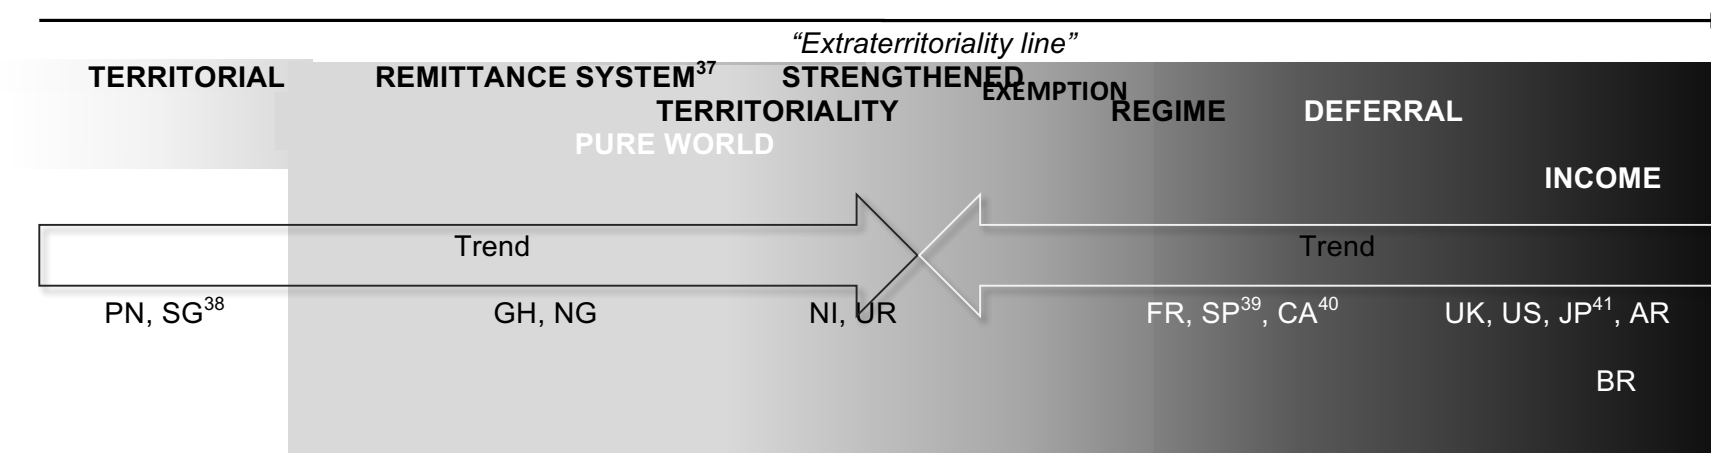 “Extraterritoriality line”
TERRITORIAL REMITTANCE SYSTEM37 STRENGTHENED
EXEMPTION
TERRITORIALITY REGIME DEFERRAL
PURE WORLD
INCOME
Trend Trend
PN, SG38 GH, NG NI, UR FR, SP39, CA40 UK, US, JP41, AR
BR